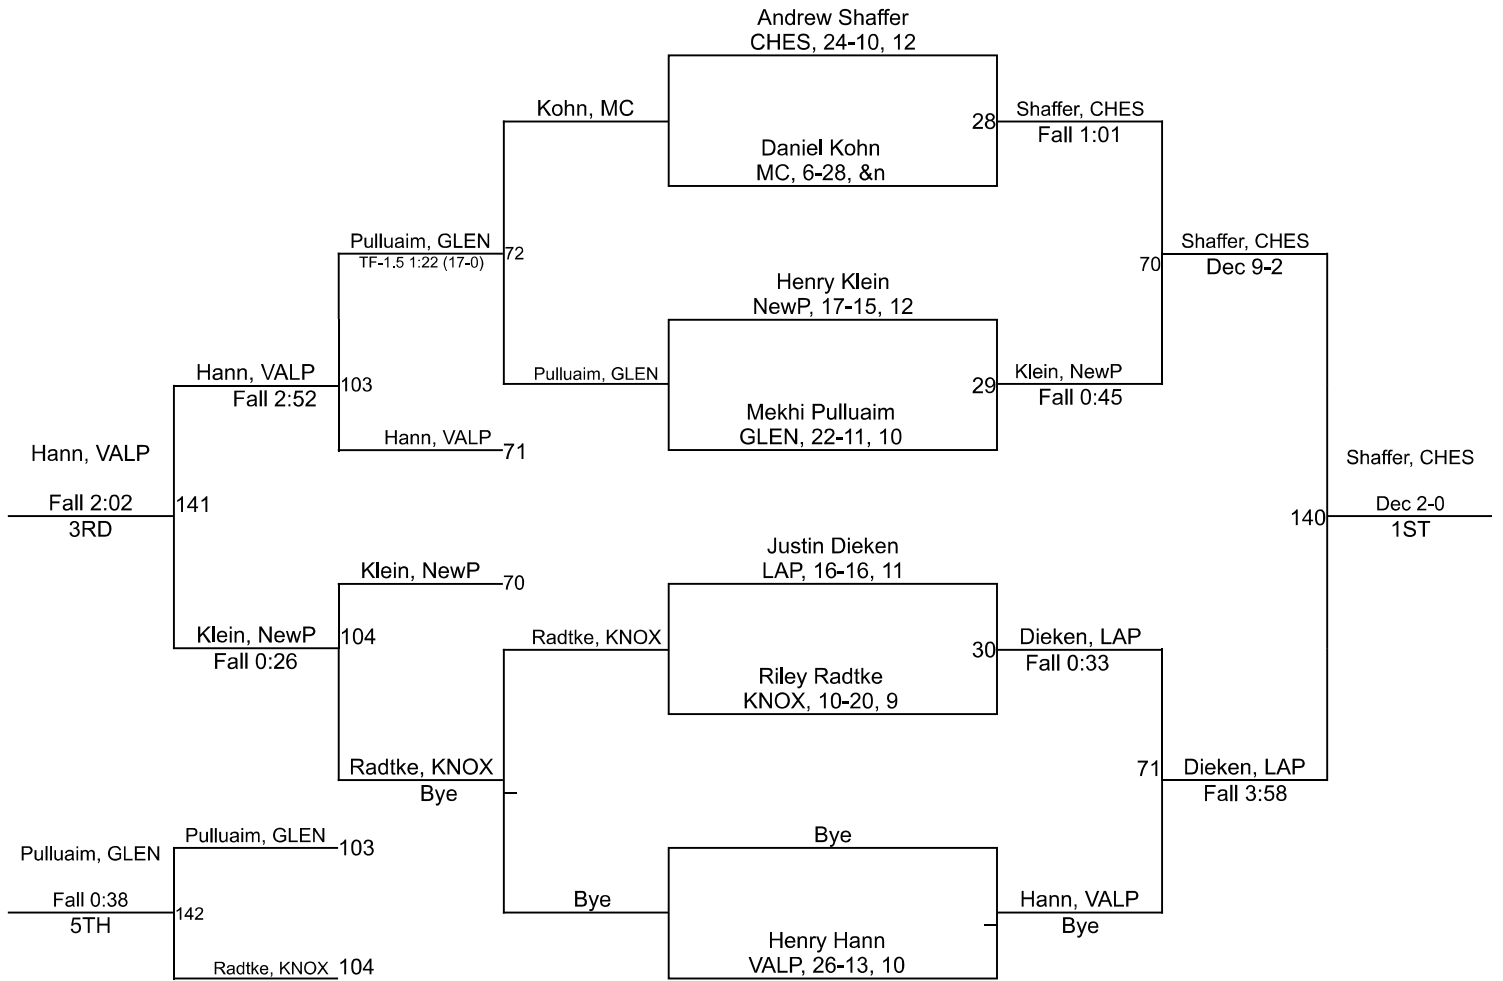 Andrew Shaffer
CHES, 24-10, 12
Kohn, MC
28
Shaffer, CHES
Fall 1:01
Daniel Kohn
MC, 6-28, &n
Pulluaim, GLEN
TF-1.5 1:22 (17-0)
72
70
Shaffer, CHES
Dec 9-2
Henry Klein
NewP, 17-15, 12
Hann, VALP
Fall 2:52
103
Pulluaim, GLEN
29
Klein, NewP
Fall 0:45
Mekhi Pulluaim
GLEN, 22-11, 10
Hann, VALP
71
Hann, VALP
Fall 2:02
3RD
141
Shaffer, CHES
140
Dec 2-0
1ST
Justin Dieken
LAP, 16-16, 11
Klein, NewP
70
Klein, NewP
Fall 0:26
104
Radtke, KNOX
30
Dieken, LAP
Fall 0:33
Riley Radtke
KNOX, 10-20, 9
Radtke, KNOX
Bye
71
Dieken, LAP
Fall 3:58
Pulluaim, GLEN
103
Bye
Pulluaim, GLEN
Fall 0:38
5TH
142
Bye
Hann, VALP
Bye
Henry Hann
VALP, 26-13, 10
Radtke, KNOX
104